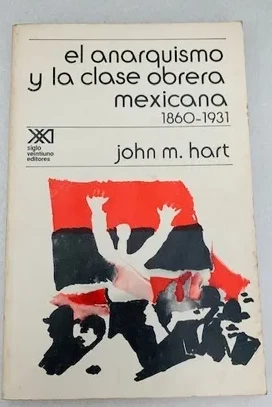 el anarquismo
y la clase obrera
mexicana
1860-1931
siglo
veintiuno
editores
john m. hart